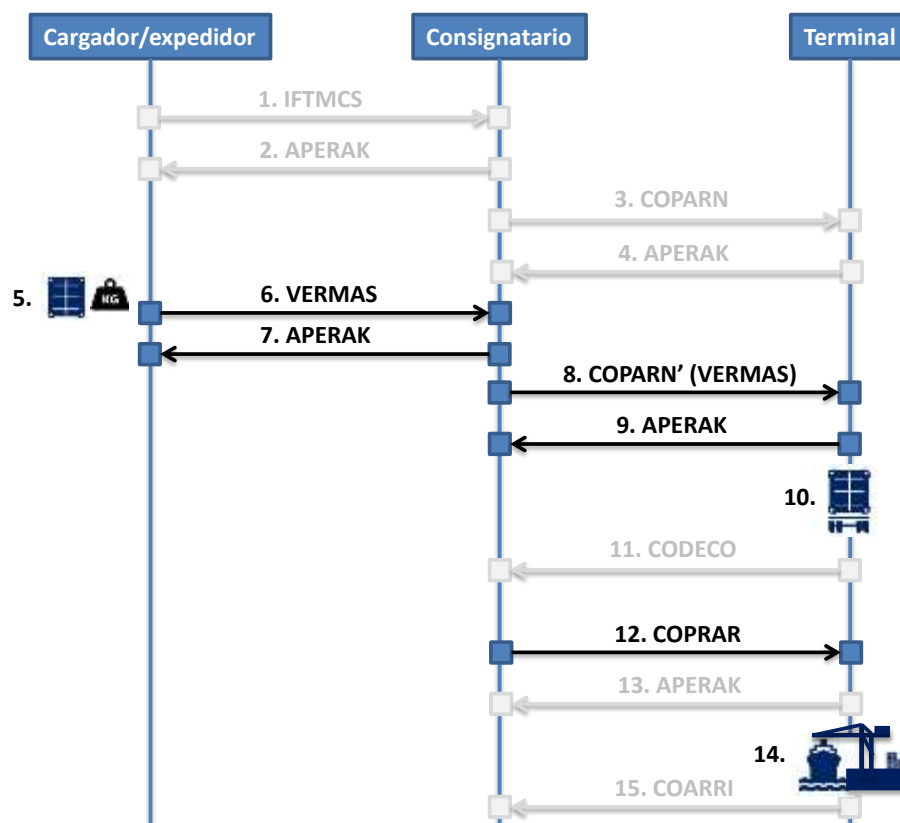 Cargador/expedidor
Consignatario
Terminal
1. IFTMCS
2. APERAK
3. COPARN
4. APERAK
5.
KG
6. VERMAS
7. APERAK
8. COPARN’ (VERMAS)
9. APERAK
10.
11. CODECO
12. COPRAR
13. APERAK
14.
15. COARRI